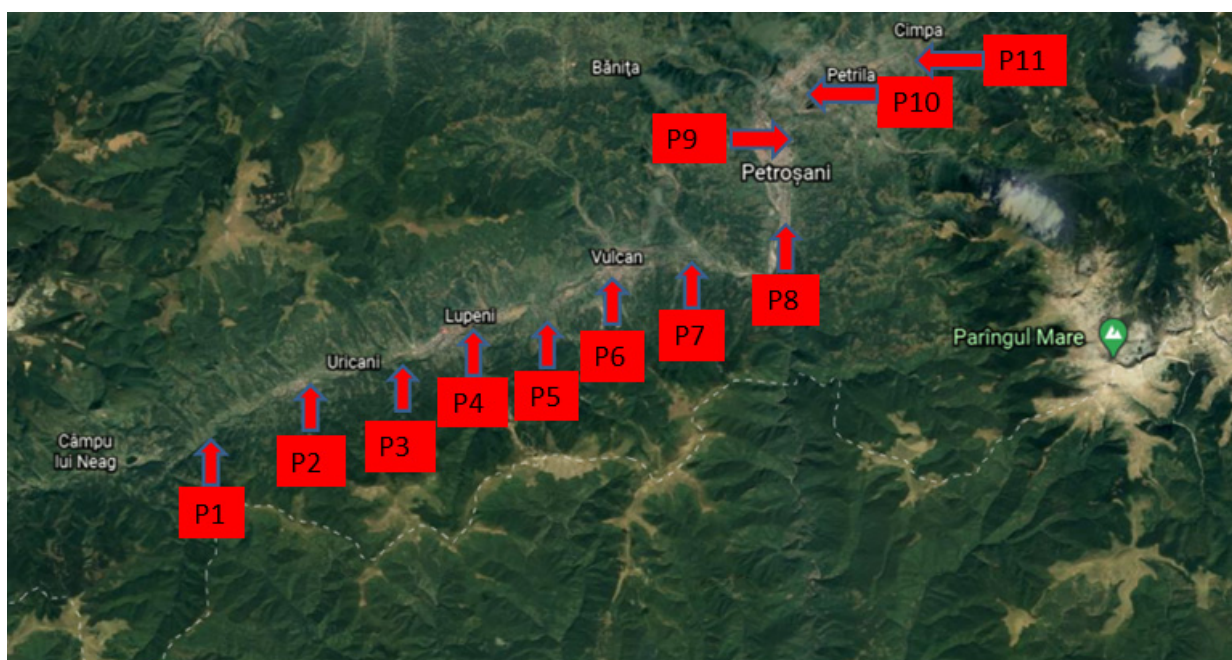 Cimpa
P11
Bănița
Petrila
P10
P9
Petroșani
Vulcan
P8
P7
Parîngul Mare
Lupeni
P6
Uricani
P5
P4
P3
Câmpu
lui Neag
P2
P1